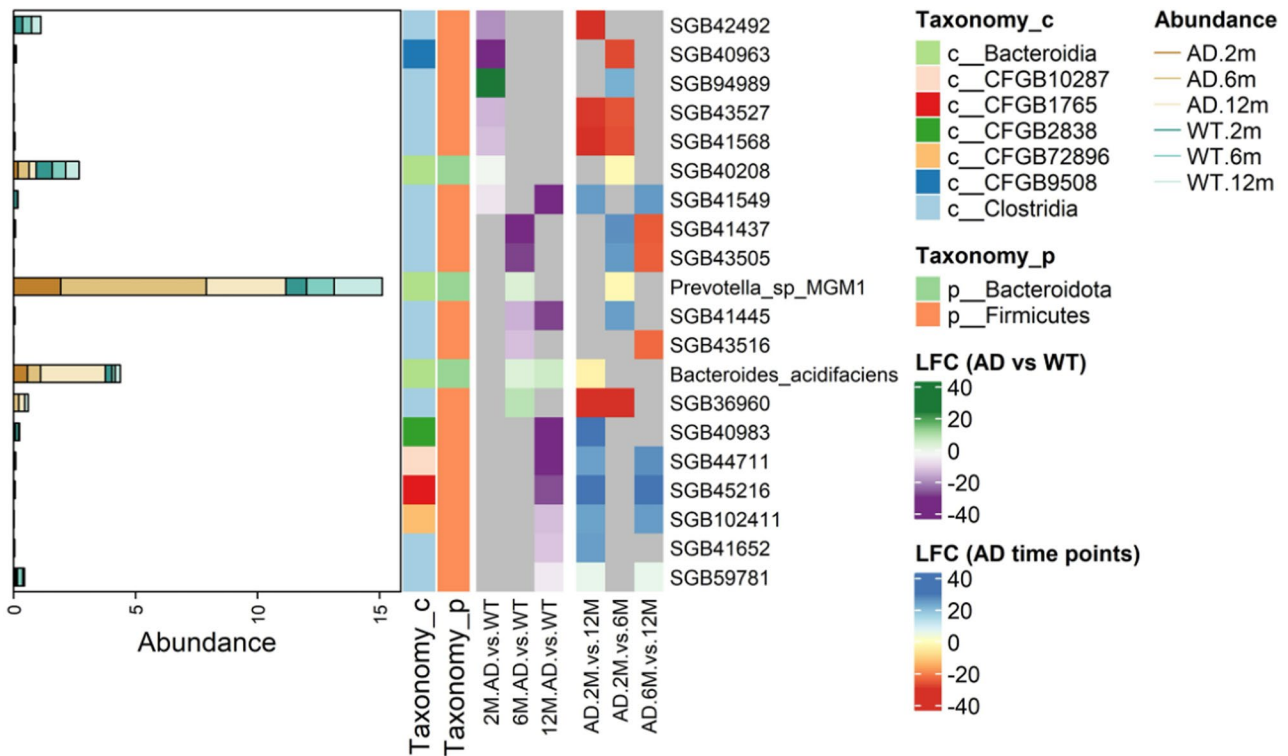 SGB42492
SGB40963
SGB94989
SGB43527
SGB41568
SGB40208
SGB41549
SGB41437
SGB43505
Prevotella_sp_MGM1
SGB41445
SGB43516
Bacteroides_acidifaciens
SGB36960
SGB40983
SGB44711
SGB45216
SGB102411
SGB41652
SGB59781
0 5 10 15
Abundance
Taxonomy_c
Taxonomy_p
2M.AD.vs.WT
6M.AD.vs.WT
12M.AD.vs.WT
AD.2M.vs.12M
AD.2M.vs.6M
AD.6M.vs.12M
Taxonomy_c
c__Bacteroidia
c__CFGB10287
c__CFGB1765
c__CFGB2838
c__CFGB72896
c__CFGB9508
c__Clostridia
Taxonomy_p
p__Bacteroidota
p__Firmicutes
LFC (AD vs WT)
40
20
0
-20
-40
LFC (AD time points)
40
20
0
-20
-40
Abundance
AD.2m
AD.6m
AD.12m
WT.2m
WT.6m
WT.12m